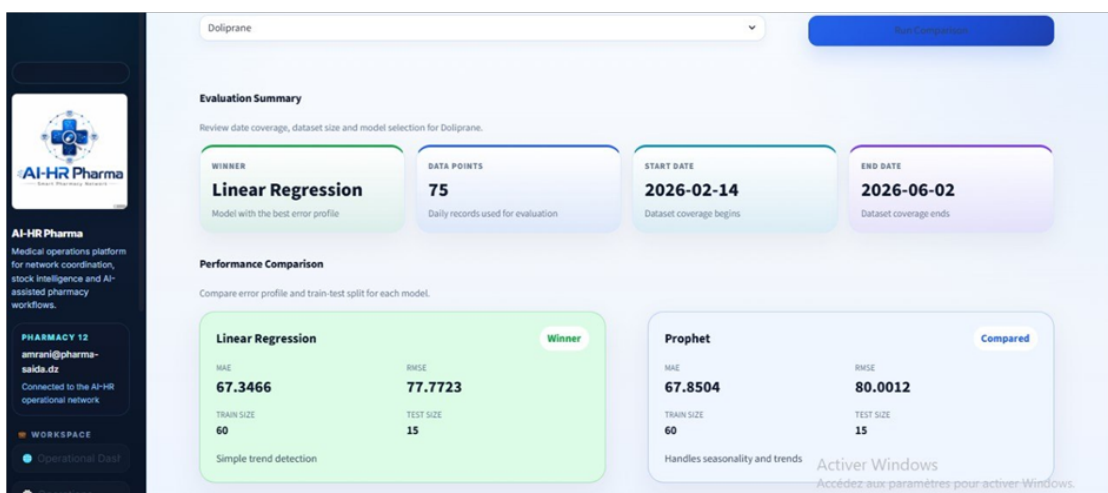 Doliprane
Run Comparison
Evaluation Summary
Review date coverage, dataset size and model selection for Doliprane.
WINNER
Linear Regression
Model with the best error profile
DATA POINTS
75
Daily records used for evaluation
START DATE
2026-02-14
Dataset coverage begins
END DATE
2026-06-02
Dataset coverage ends
Performance Comparison
Compare error profile and train-test split for each model.
Linear Regression
Winner
MAE
67.3466
RMSE
77.7723
TRAIN SIZE
60
TEST SIZE
15
Simple trend detection
Prophet
Compared
MAE
67.8504
RMSE
80.0012
TRAIN SIZE
60
TEST SIZE
15
Handles seasonality and trends
Activer Windows
Accédez aux paramètres pour activer Windows.
AI-HR Pharma
Smart Pharmacy Network
AI-HR Pharma
Medical operations platform
for network coordination,
stock intelligence and AI-
assisted pharmacy
workflows.
PHARMACY 12
amrani@pharma-
saida.dz
Connected to the AI-HR
operational network
WORKSPACE
Operational Dash